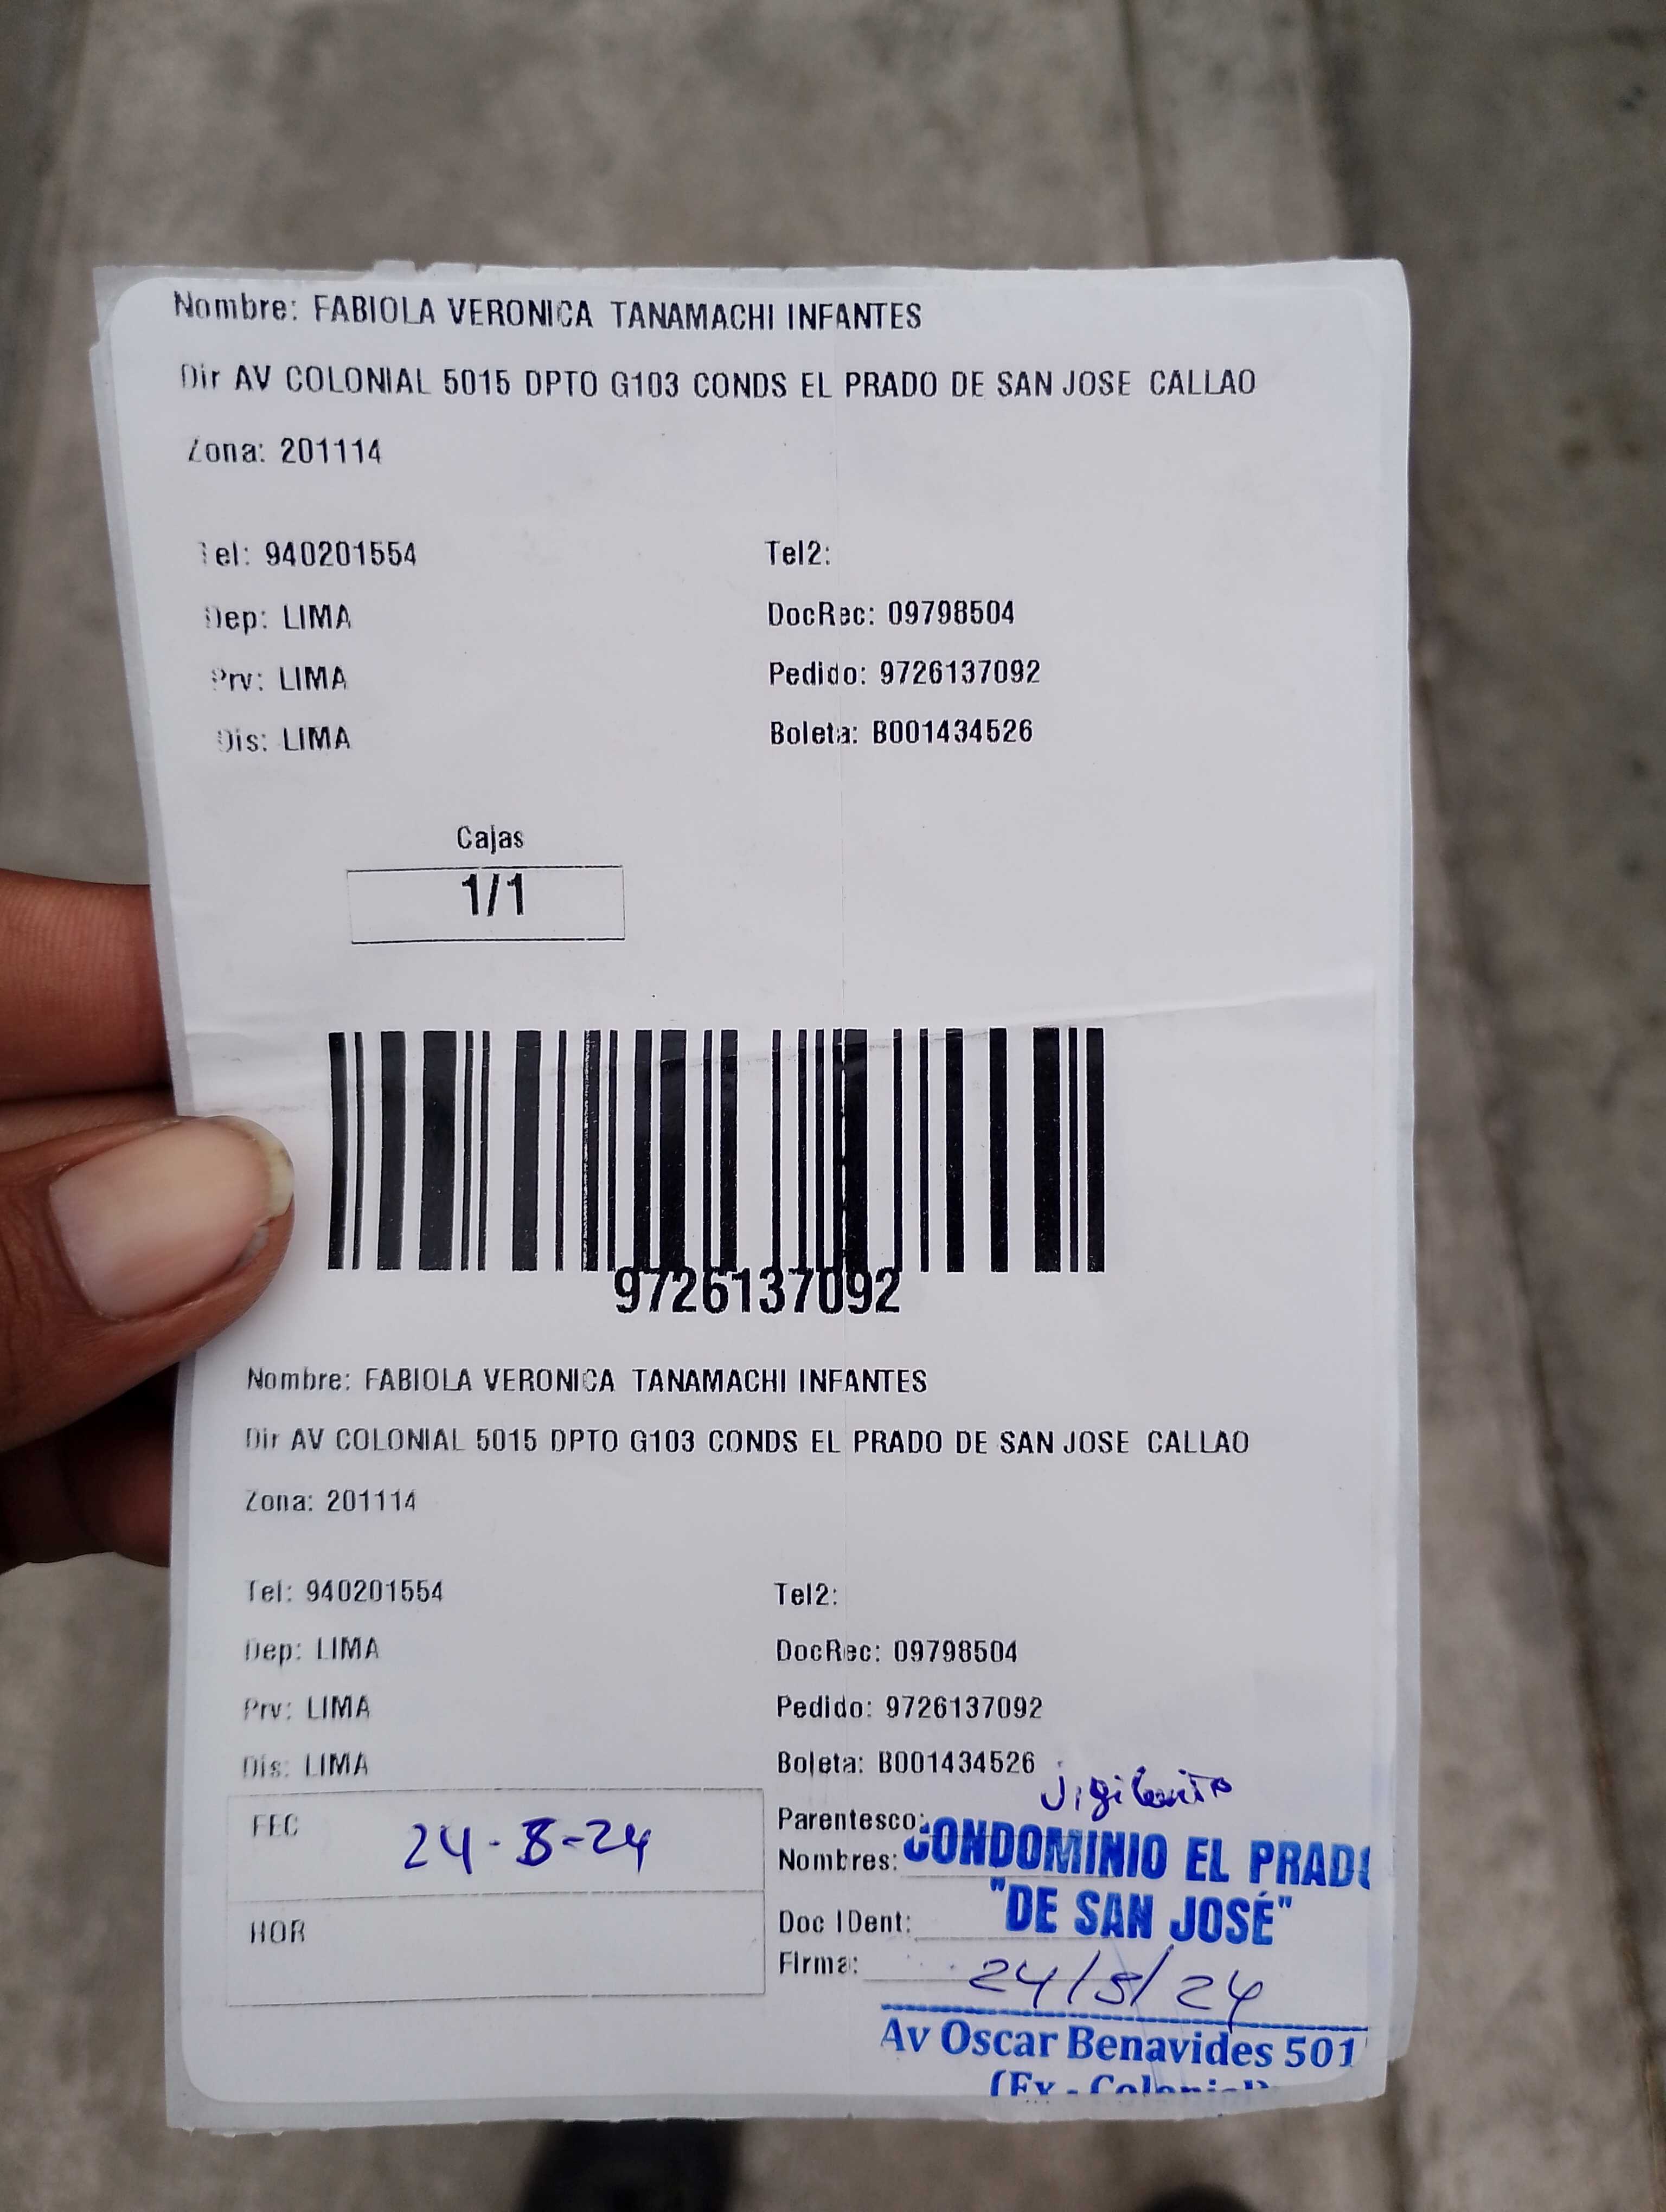 Nombre: FABIOLA VERONICA TANAMACHI INFANTES
Dir AV COLONIAL 5015 DPTO G103 CONDS EL PRADO DE SAN JOSE CALLAO
Zona: 201114
Tel: 940201554 Tel2:
Dep: LIMA DocRec: 09798504
Prv: LIMA Pedido: 9726137092
Dis: LIMA Boleta: B001434526
Cajas
1/1
9726137092
Nombre: FABIOLA VERONICA TANAMACHI INFANTES
Dir AV COLONIAL 5015 DPTO G103 CONDS EL PRADO DE SAN JOSE CALLAO
Zona: 201114
Tel: 940201554 Tel2:
Dep: LIMA DocRec: 09798504
Prv: LIMA Pedido: 9726137092
Dis: LIMA Boleta: B001434526
FEC 24-8-24 Parentesco:
Nombres: CONDOMINIO EL PRADO
HOR Doc IDent: "DE SAN JOSÉ"
Firma: 24/8/24
Av Oscar Benavides 501
(Ex - Colonial)